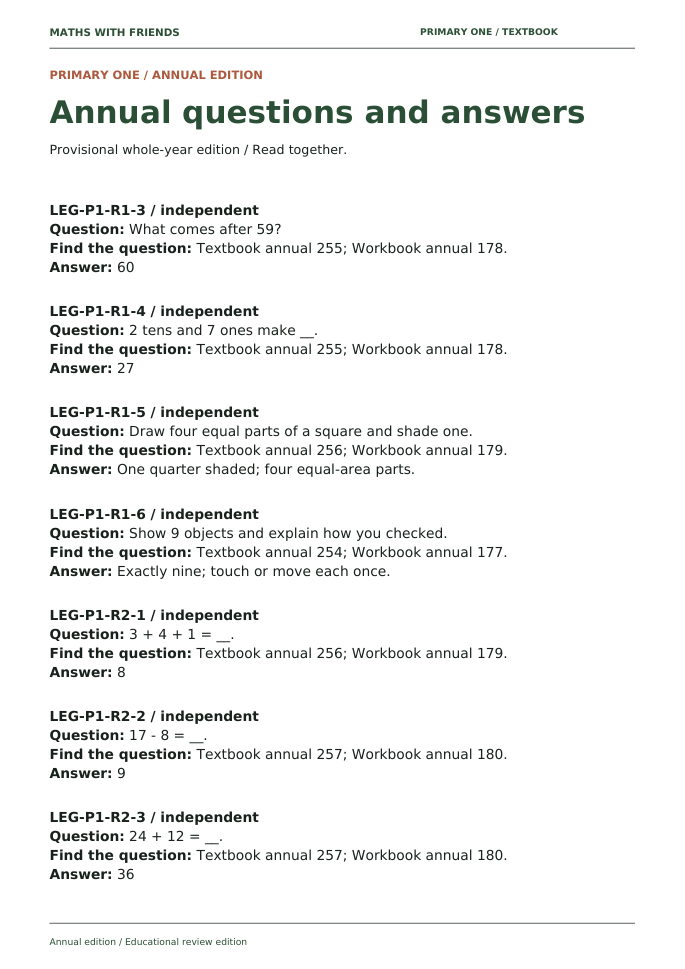 MATHS WITH FRIENDS
PRIMARY ONE / TEXTBOOK
PRIMARY ONE / ANNUAL EDITION
Annual questions and answers
Provisional whole-year edition / Read together.
LEG-P1-R1-3 / independent
Question: What comes after 59?
Find the question: Textbook annual 255; Workbook annual 178.
Answer: 60
LEG-P1-R1-4 / independent
Question: 2 tens and 7 ones make __.
Find the question: Textbook annual 255; Workbook annual 178.
Answer: 27
LEG-P1-R1-5 / independent
Question: Draw four equal parts of a square and shade one.
Find the question: Textbook annual 256; Workbook annual 179.
Answer: One quarter shaded; four equal-area parts.
LEG-P1-R1-6 / independent
Question: Show 9 objects and explain how you checked.
Find the question: Textbook annual 254; Workbook annual 177.
Answer: Exactly nine; touch or move each once.
LEG-P1-R2-1 / independent
Question: 3 + 4 + 1 = __.
Find the question: Textbook annual 256; Workbook annual 179.
Answer: 8
LEG-P1-R2-2 / independent
Question: 17 - 8 = __.
Find the question: Textbook annual 257; Workbook annual 180.
Answer: 9
LEG-P1-R2-3 / independent
Question: 24 + 12 = __.
Find the question: Textbook annual 257; Workbook annual 180.
Answer: 36
Annual edition / Educational review edition